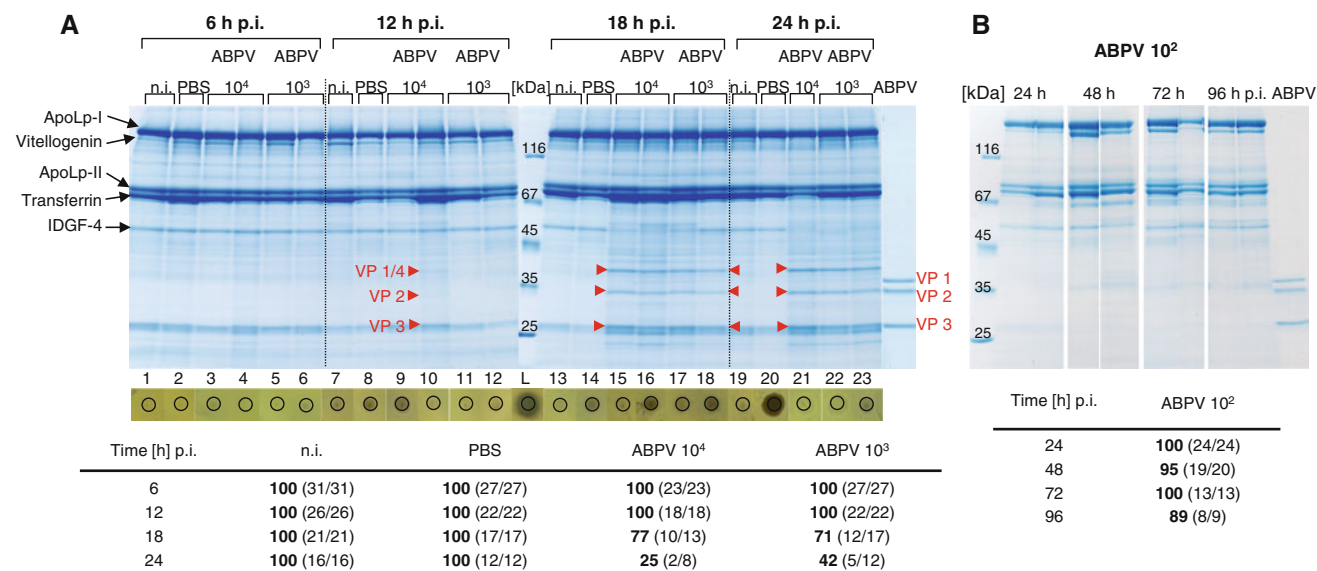 A
6 h p.i. 12 h p.i. 18 h p.i. 24 h p.i.
ABPV ABPV ABPV ABPV ABPV ABPV ABPV ABPV
n.i. PBS 10⁴ 10³ n.i. PBS 10⁴ 10³ [kDa] n.i. PBS 10⁴ 10³ n.i. PBS 10⁴ 10³ ABPV
ApoLp-I
Vitellogenin
ApoLp-II
Transferrin
IDGF-4
116
67
45
35
25
VP 1/4
VP 2
VP 3
VP 1
VP 2
VP 3
1 2 3 4 5 6 7 8 9 10 11 12 L 13 14 15 16 17 18 19 20 21 22 23
Time [h] p.i. n.i. PBS ABPV 10⁴ ABPV 10³
6 100 (31/31) 100 (27/27) 100 (23/23) 100 (27/27)
12 100 (26/26) 100 (22/22) 100 (18/18) 100 (22/22)
18 100 (21/21) 100 (17/17) 77 (10/13) 71 (12/17)
24 100 (16/16) 100 (12/12) 25 (2/8) 42 (5/12)
B
ABPV 10²
[kDa] 24 h 48 h 72 h 96 h p.i. ABPV
116
67
45
35
25
Time [h] p.i. ABPV 10²
24 100 (24/24)
48 95 (19/20)
72 100 (13/13)
96 89 (8/9)